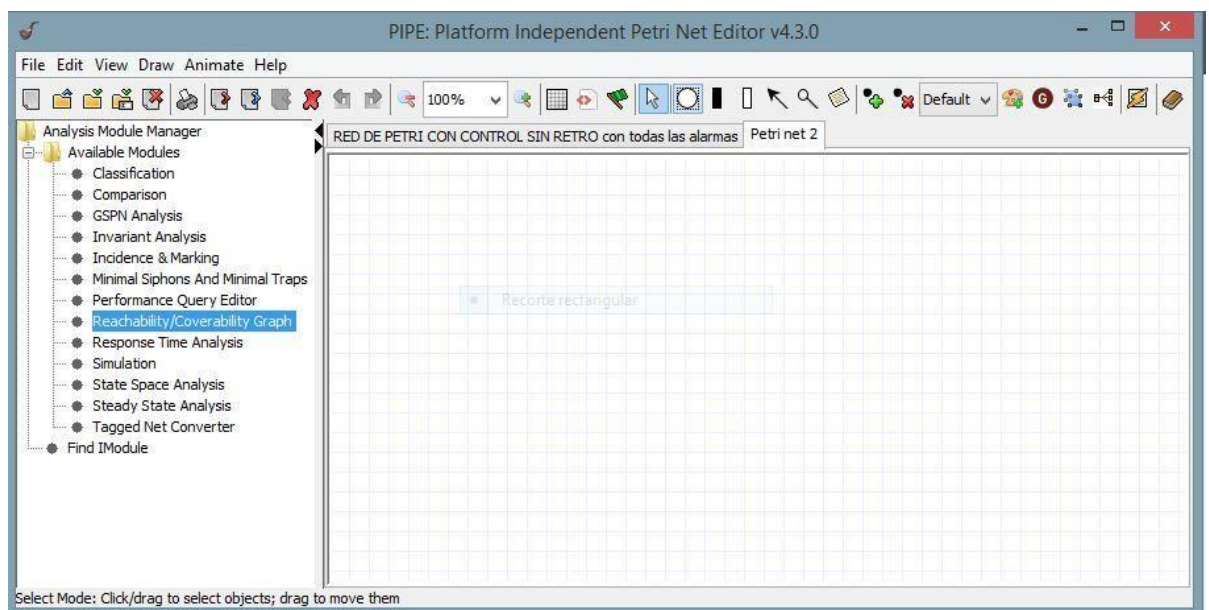 PIPE: Platform Independent Petri Net Editor v4.3.0
File Edit View Draw Animate Help
100%
Default
G
Analysis Module Manager
Available Modules
Classification
Comparison
GSPN Analysis
Invariant Analysis
Incidence & Marking
Minimal Siphons And Minimal Traps
Performance Query Editor
Reachability/Coverability Graph
Response Time Analysis
Simulation
State Space Analysis
Steady State Analysis
Tagged Net Converter
Find IModule
RED DE PETRI CON CONTROL SIN RETRO con todas las alarmas
Petri net 2
Recorte rectangular
Select Mode: Click/drag to select objects; drag to move them